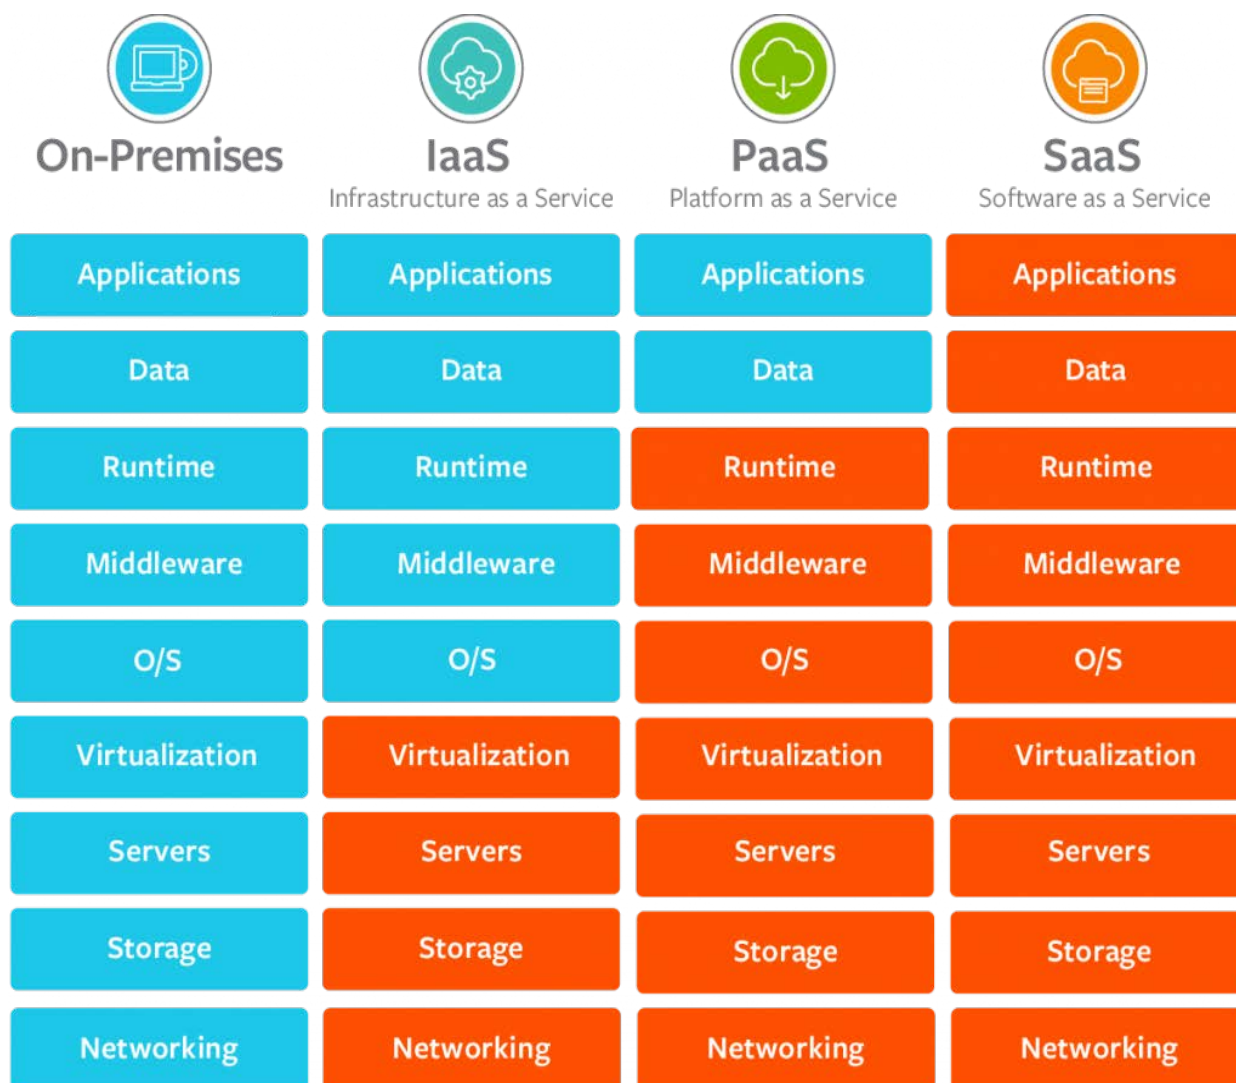 On-Premises
IaaS
PaaS
SaaS
Infrastructure as a Service
Platform as a Service
Software as a Service
Applications
Applications
Applications
Applications
Data
Data
Data
Data
Runtime
Runtime
Runtime
Runtime
Middleware
Middleware
Middleware
Middleware
O/S
O/S
O/S
O/S
Virtualization
Virtualization
Virtualization
Virtualization
Servers
Servers
Servers
Servers
Storage
Storage
Storage
Storage
Networking
Networking
Networking
Networking